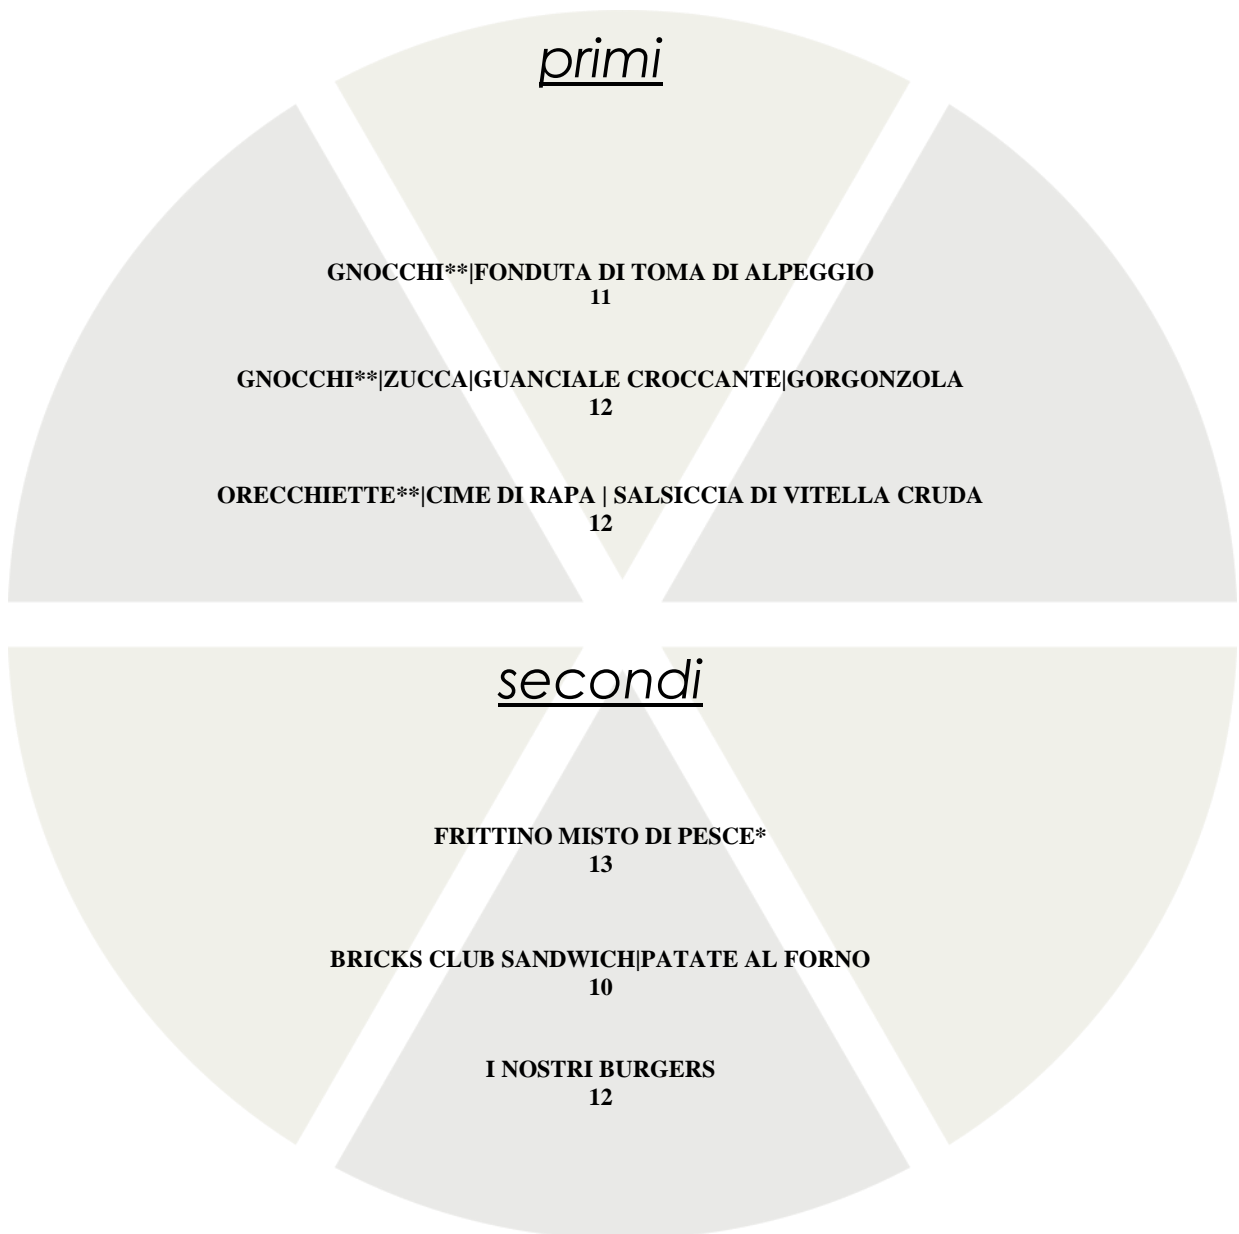 primi
GNOCCHI**|FONDUTA DI TOMA DI ALPEGGIO
11
GNOCCHI**|ZUCCA|GUANCIALE CROCCANTE|GORGONZOLA
12
ORECCHIETTE**|CIME DI RAPA | SALSICCIA DI VITELLA CRUDA
12
secondi
FRITTINO MISTO DI PESCE*
13
BRICKS CLUB SANDWICH|PATATE AL FORNO
10
I NOSTRI BURGERS
12